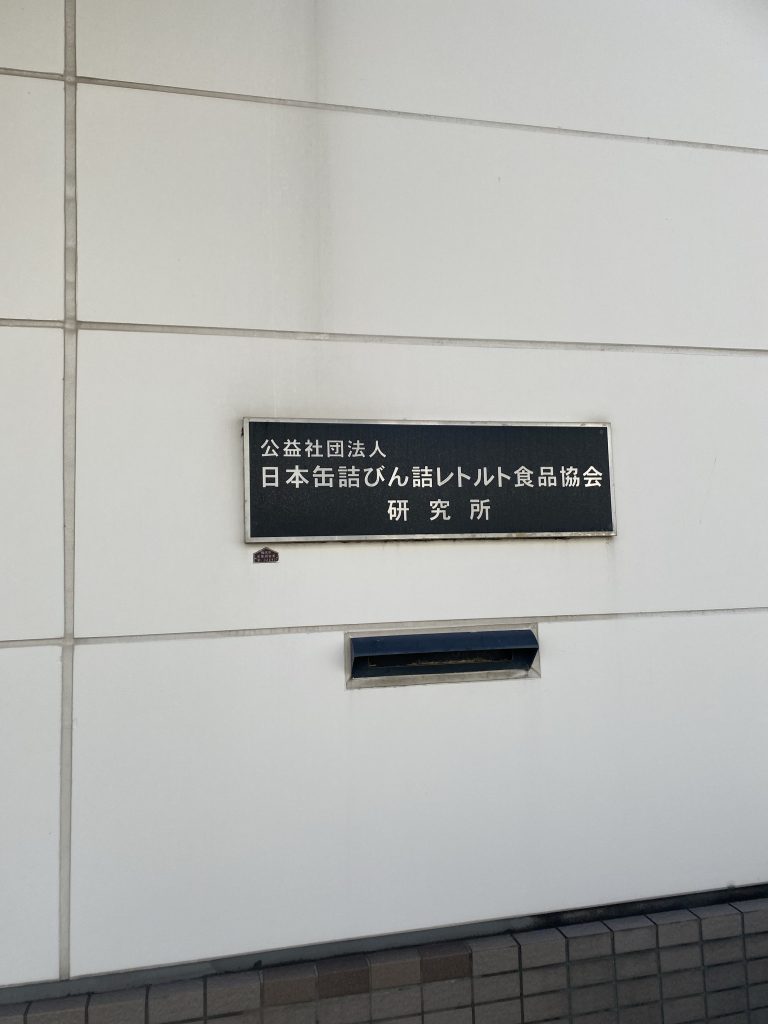 公益社団法人
日本缶詰びん詰レトルト食品協会
研究所